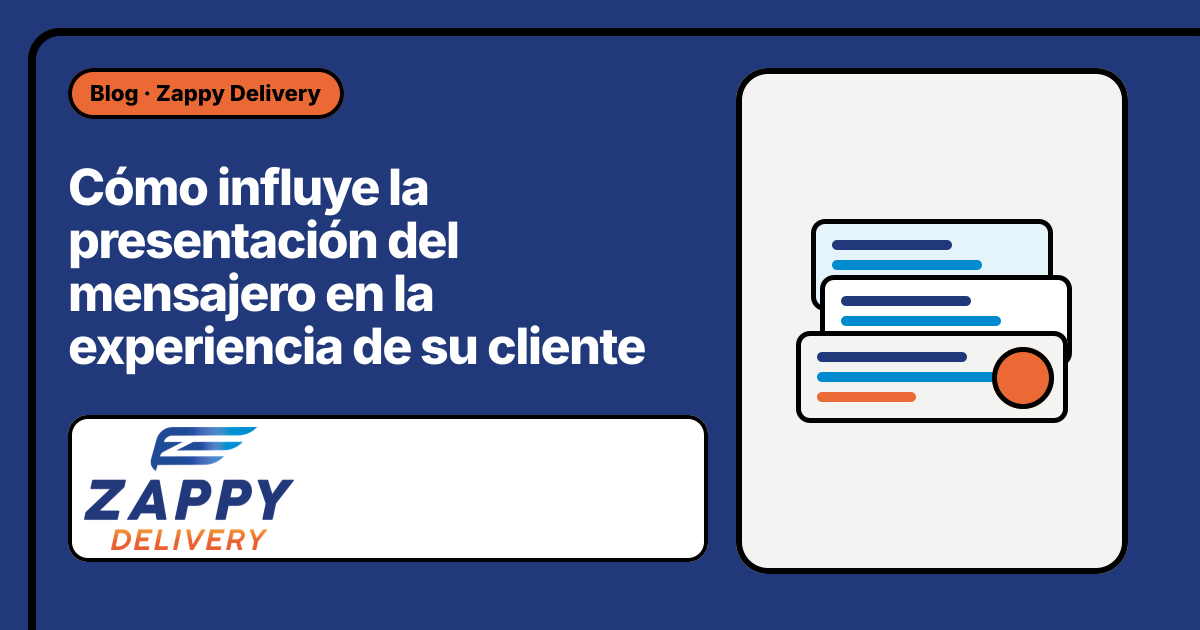 Blog · Zappy Delivery
Cómo influye la
presentación del
mensajero en la
experiencia de su cliente
ZAPPY
DELIVERY